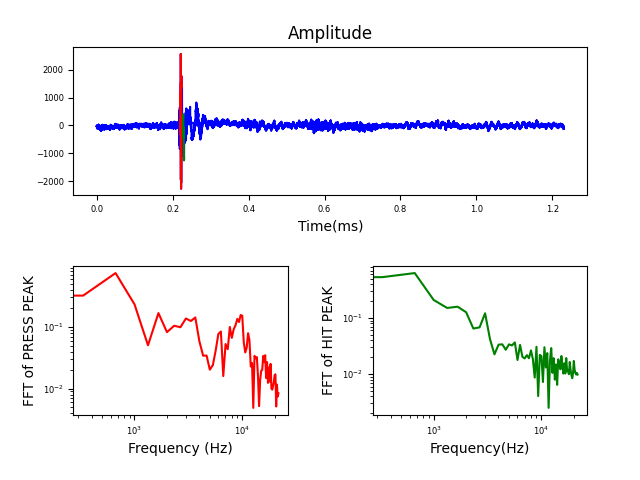 Amplitude
2000
1000
0
−1000
−2000
0.0 0.2 0.4 0.6 0.8 1.0 1.2
Time(ms)
FFT of PRESS PEAK
10⁻¹
10⁻²
10³ 10⁴
Frequency (Hz)
FFT of HIT PEAK
10⁻¹
10⁻²
10³ 10⁴
Frequency(Hz)